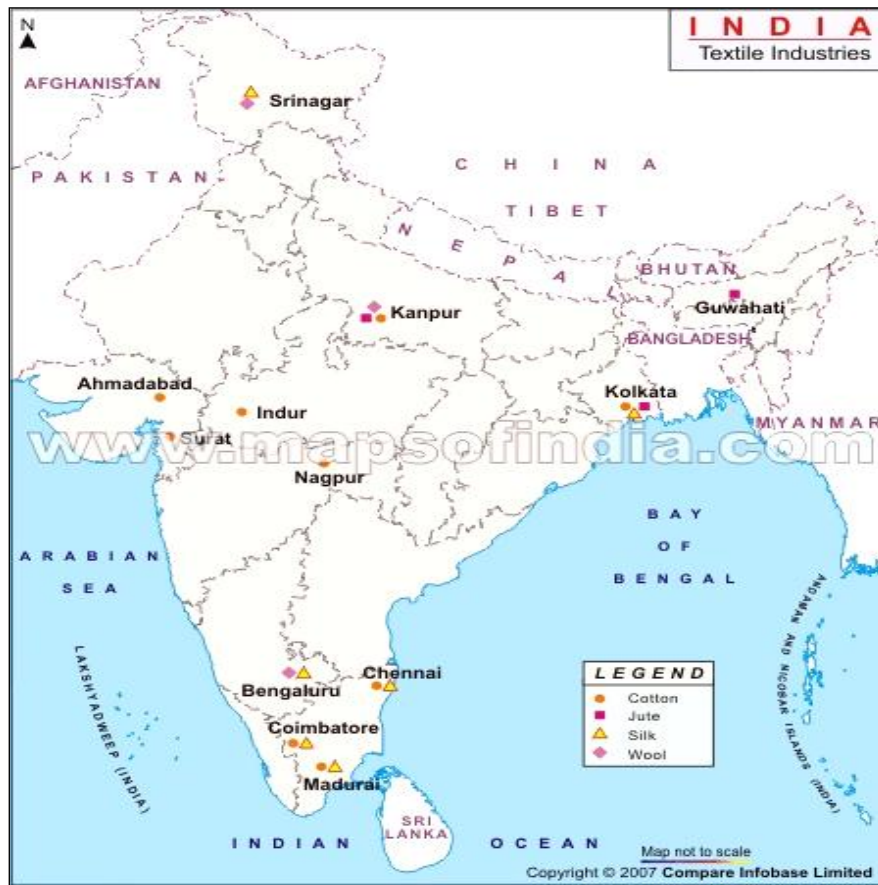 N
I N D I A
Textile Industries
AFGHANISTAN
Srinagar
PAKISTAN
CHINA
TIBET
NEPAL
BHUTAN
Guwahati
Kanpur
BANGLADESH
Ahmadabad
Kolkata
Indur
MYANMAR
Surat
www.mapsofindia.com
Nagpur
ARABIAN
SEA
BAY
OF
BENGAL
ANDAMAN AND NICOBAR ISLANDS (INDIA)
LAKSHYADWEEP (INDIA)
Chennai
Bengaluru
Coimbatore
Madurai
LEGEND
Cotton
Jute
Silk
Wool
SRI
LANKA
INDIAN OCEAN
Map not to scale
Copyright © 2007 Compare Infobase Limited